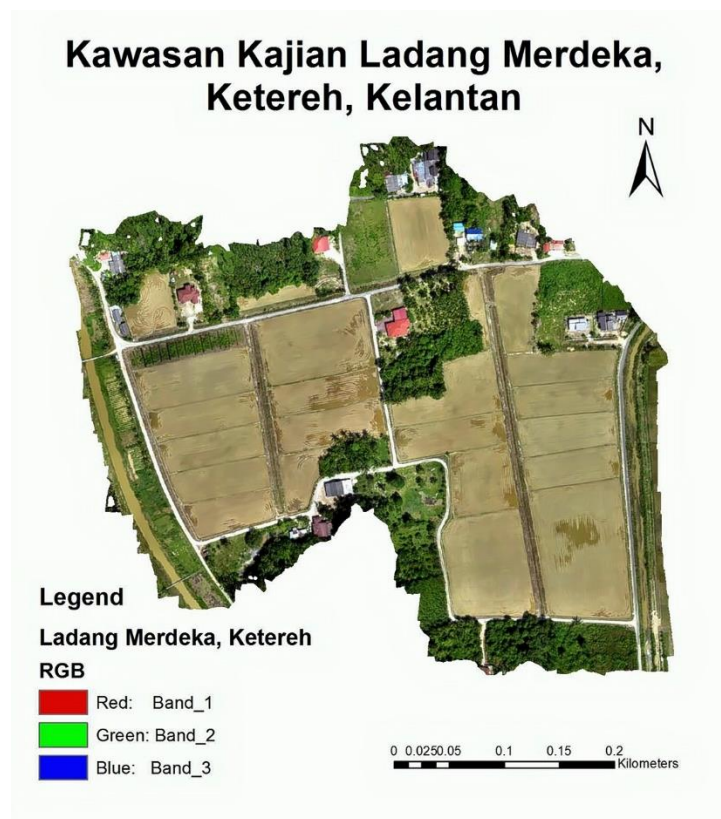 Kawasan Kajian Ladang Merdeka,
Ketereh, Kelantan
N
Legend
Ladang Merdeka, Ketereh
RGB
Red: Band_1
Green: Band_2
Blue: Band_3
0 0.0250.05 0.1 0.15 0.2
Kilometers